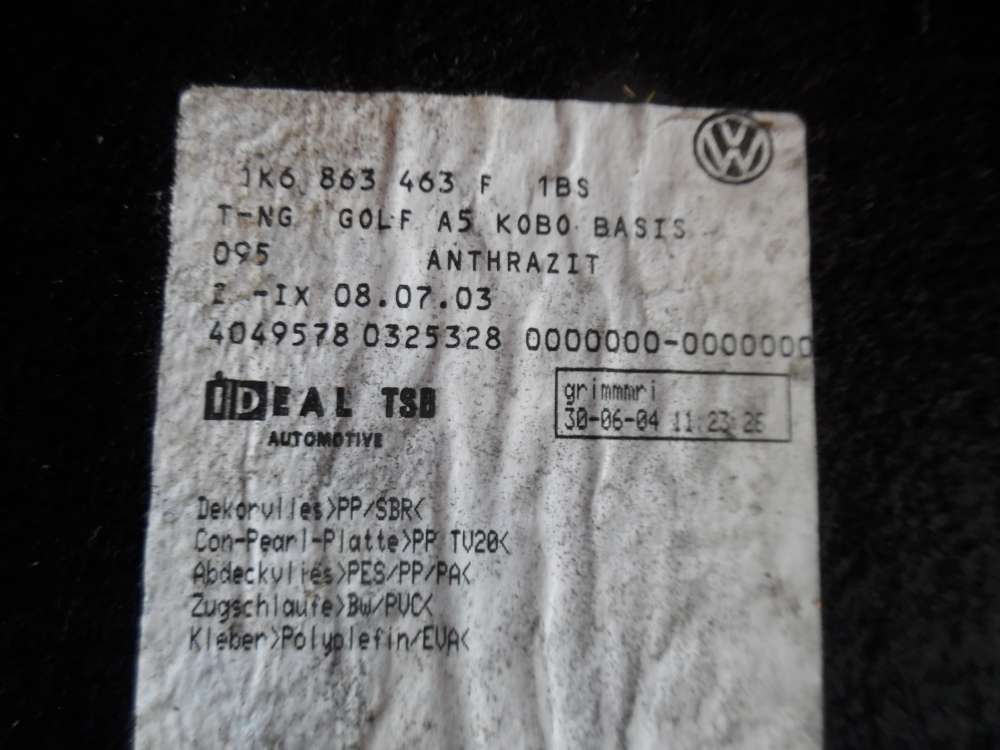 1K6 863 463 F 1BS
T-NG GOLF A5 KOBO BASIS
095 ANTHRAZIT
-IX 08.07.03
4049578 0325328 0000000-0000000
IDEAL TSB
AUTOMOTIVE
grimmmri
30-06-04 11:23:26
Dekorvlies>PP/SBR<
Con-Pearl-Platte>PP TV20<
Abdeckvlies>PES/PP/PA<
Zugschlaufe>BW/PVC<
Kleber>Polyolefin/EVA<